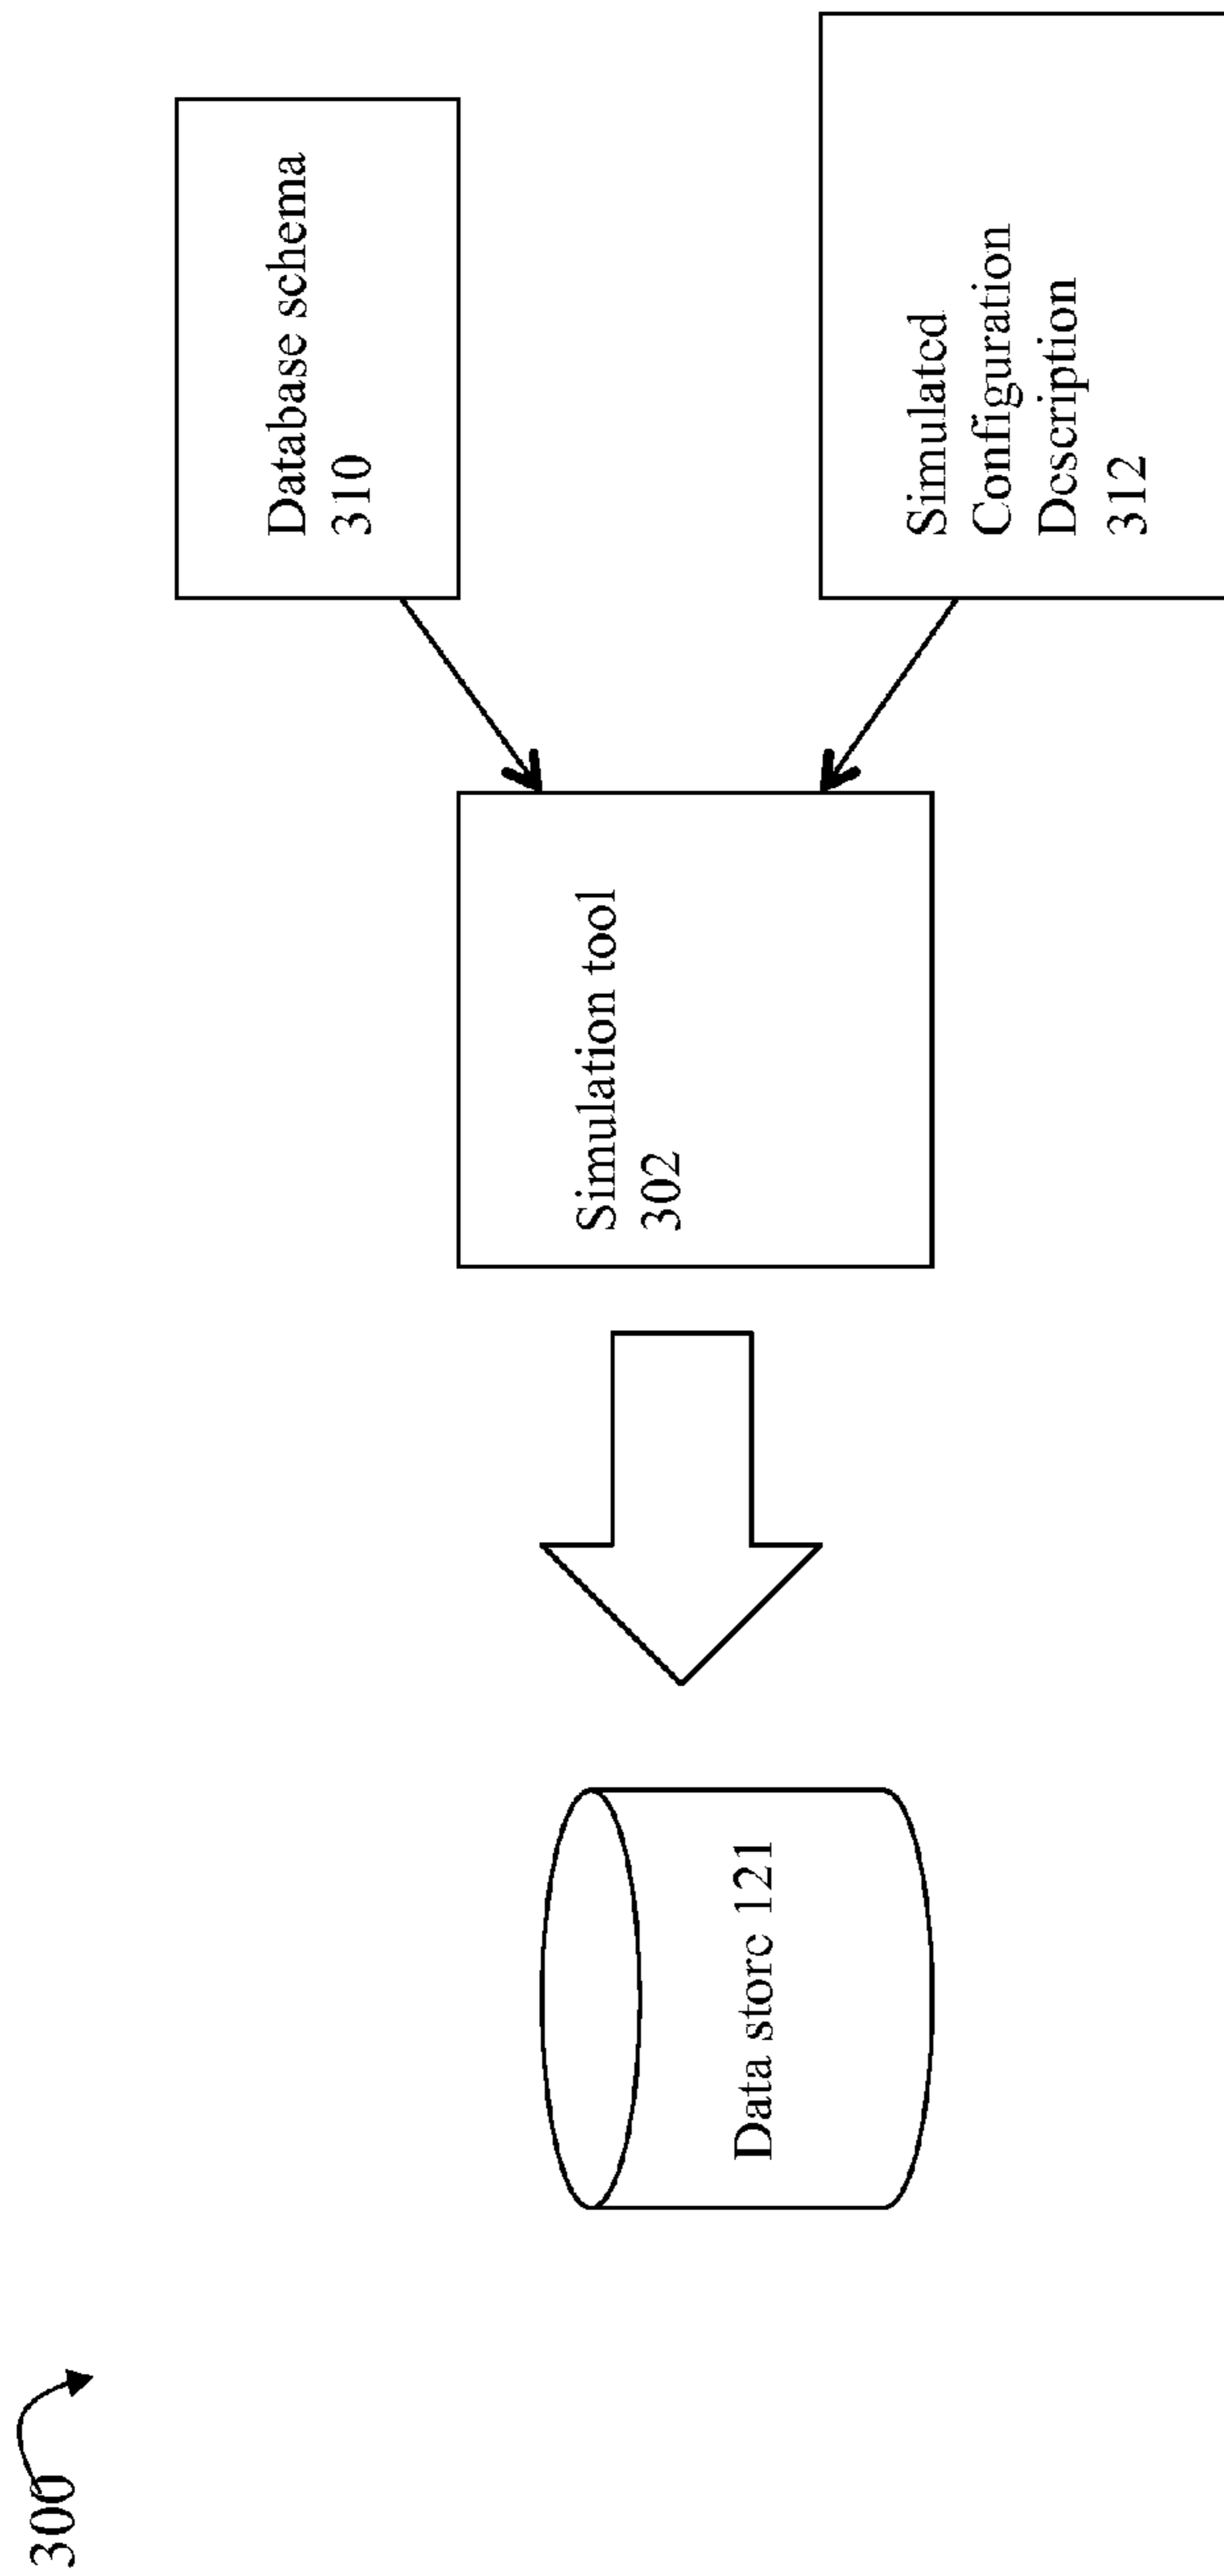 300
Data store 121
Simulation tool
302
Database schema
310
Simulated
Configuration
Description
312